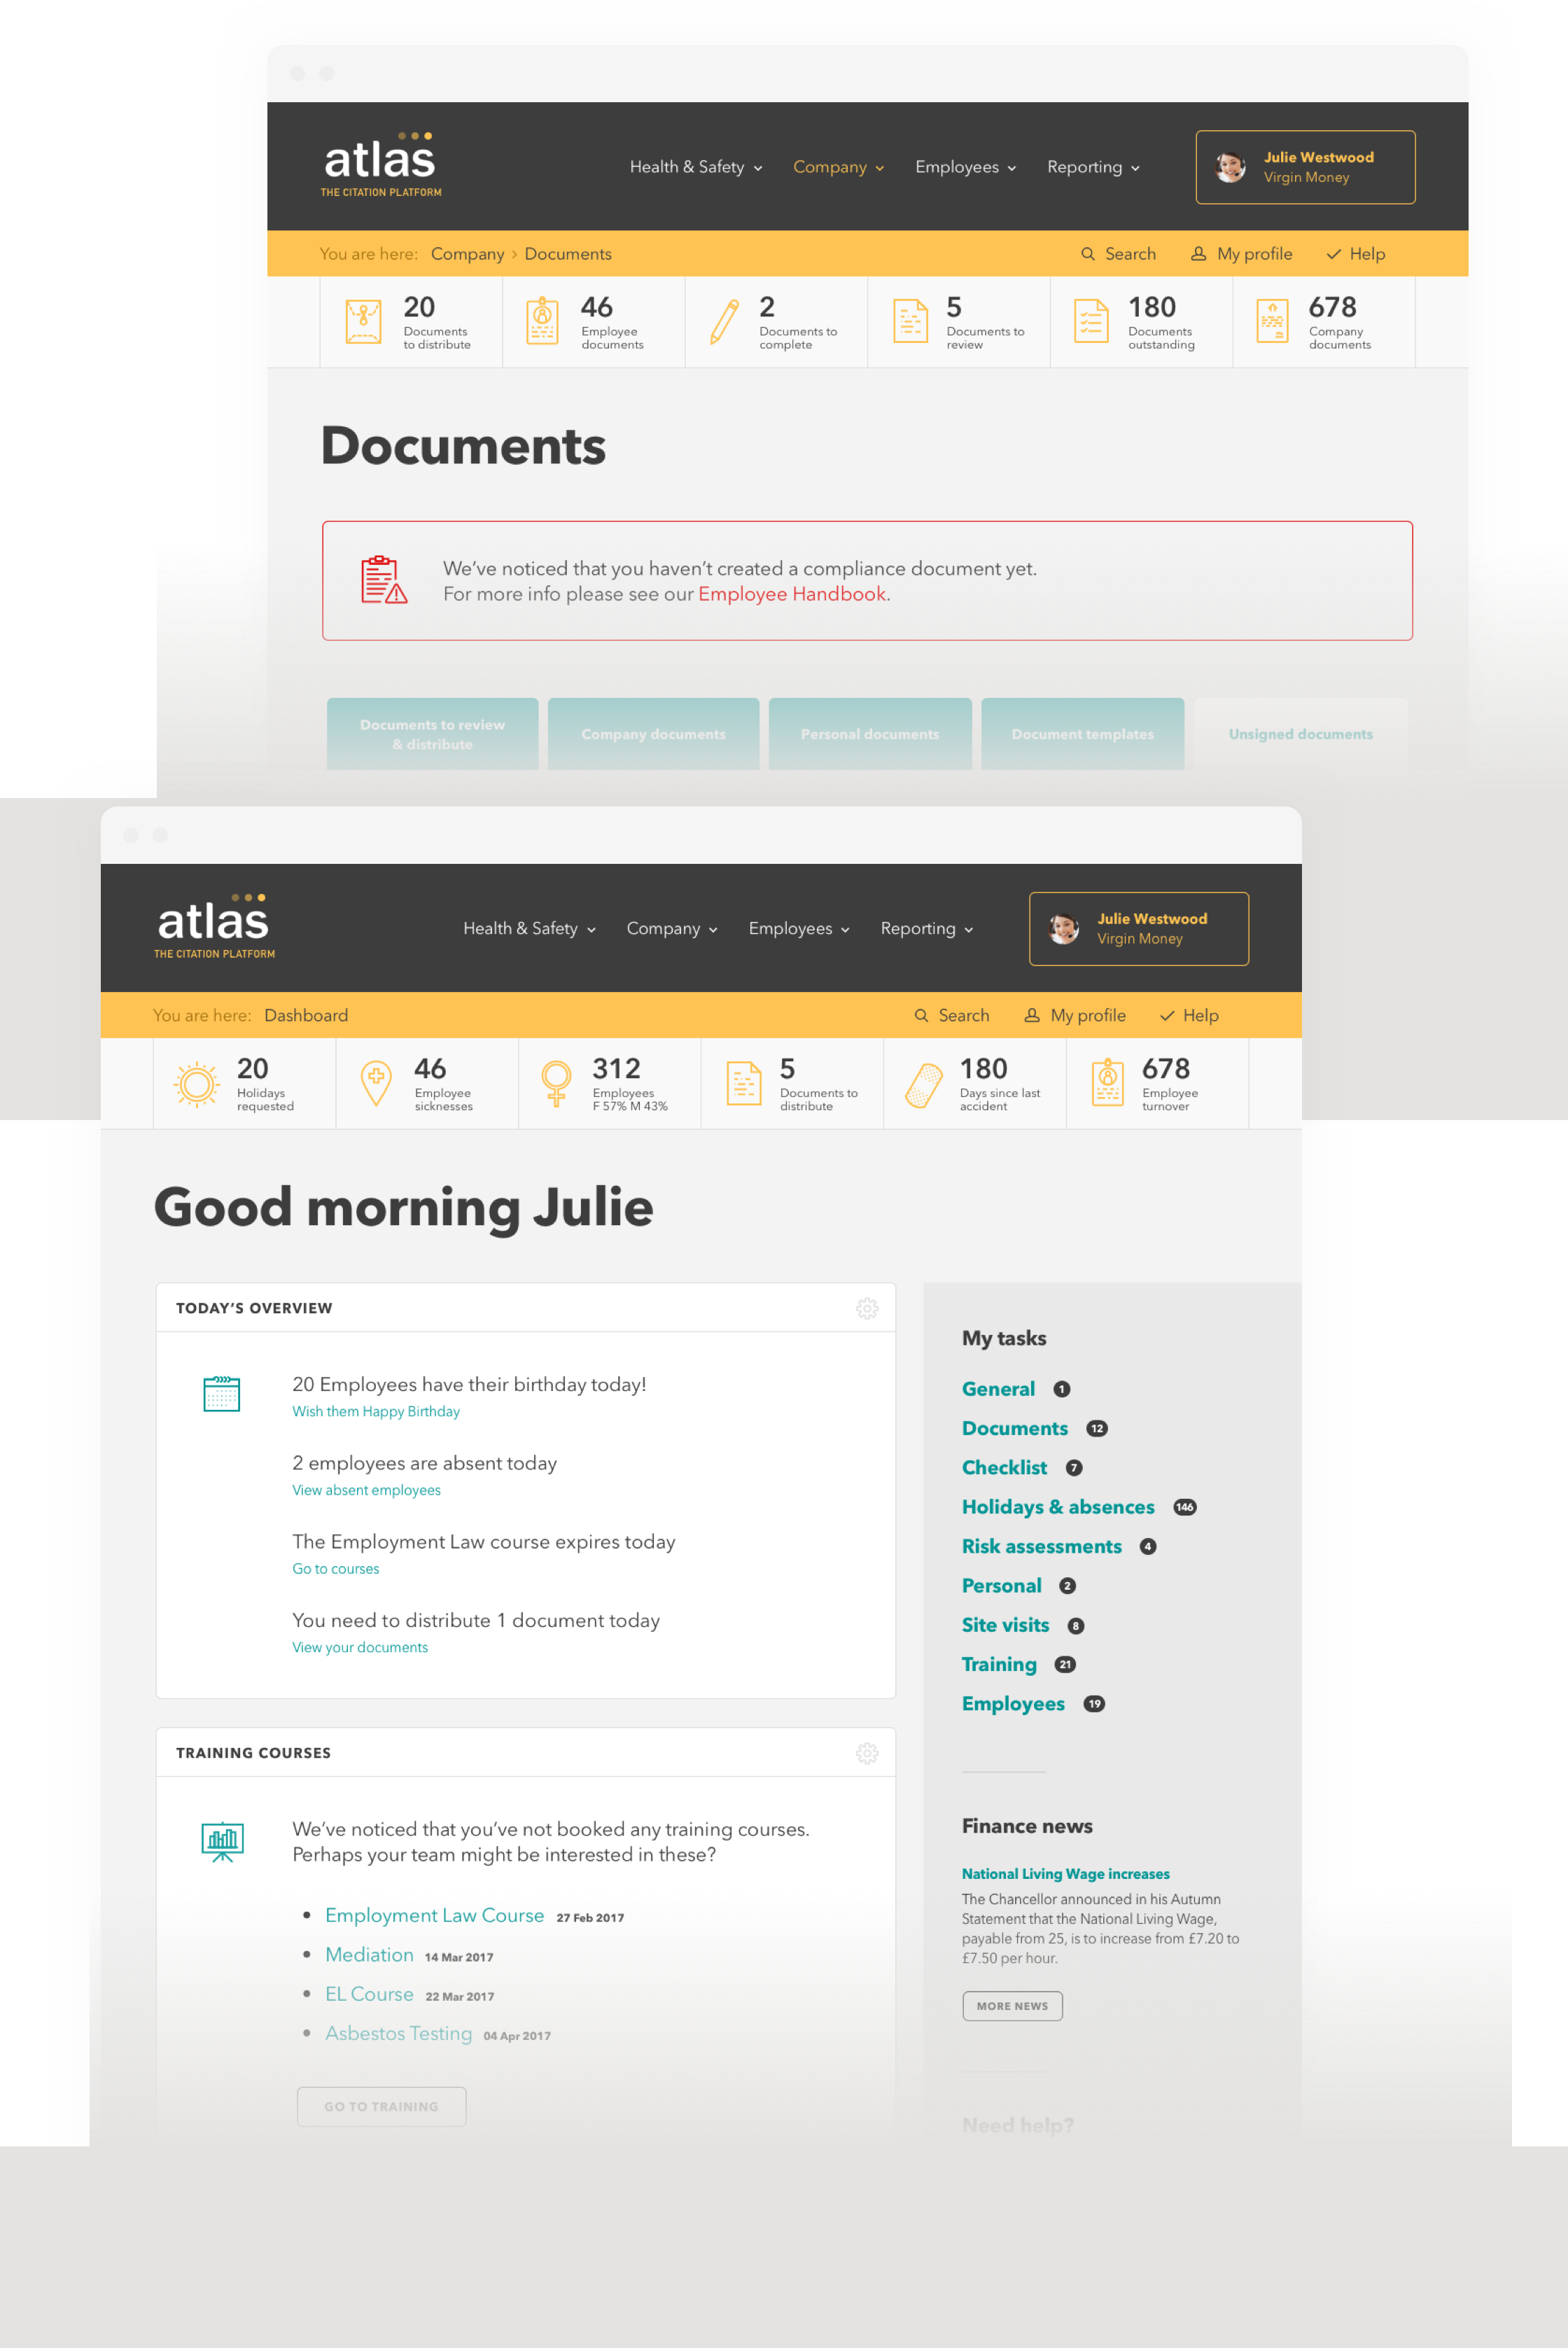 atlas
THE CITATION PLATFORM
Health & Safety Company Employees Reporting
Julie Westwood
Virgin Money
You are here: Company > Documents
Search My profile Help
20
Documents
to distribute
46
Employee
documents
2
Documents to
complete
5
Documents to
review
180
Documents
outstanding
678
Company
documents
Documents
We've noticed that you haven't created a compliance document yet.
For more info please see our Employee Handbook.
Documents to review
& distribute
Company documents
Personal documents
Document templates
Unsigned documents
atlas
THE CITATION PLATFORM
Health & Safety Company Employees Reporting
Julie Westwood
Virgin Money
You are here: Dashboard
Search My profile Help
20
Holidays
requested
46
Employee
sicknesses
312
Employees
F 57% M 43%
5
Documents to
distribute
180
Days since last
accident
678
Employee
turnover
Good morning Julie
TODAY'S OVERVIEW
20 Employees have their birthday today!
Wish them Happy Birthday
2 employees are absent today
View absent employees
The Employment Law course expires today
Go to courses
You need to distribute 1 document today
View your documents
TRAINING COURSES
We've noticed that you've not booked any training courses.
Perhaps your team might be interested in these?
• Employment Law Course 27 Feb 2017
• Mediation 14 Mar 2017
• EL Course 22 Mar 2017
• Asbestos Testing 04 Apr 2017
GO TO TRAINING
My tasks
General 1
Documents 12
Checklist 7
Holidays & absences 146
Risk assessments 4
Personal 2
Site visits 8
Training 21
Employees 19
Finance news
National Living Wage increases
The Chancellor announced in his Autumn
Statement that the National Living Wage,
payable from 25, is to increase from £7.20 to
£7.50 per hour.
MORE NEWS
Need help?